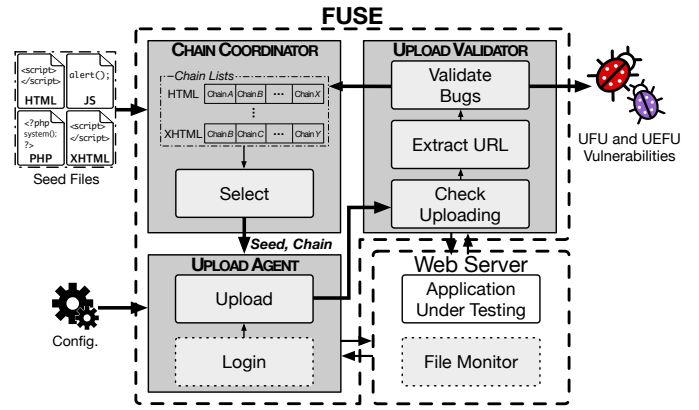 FUSE
CHAIN COORDINATOR
UPLOAD VALIDATOR
<script>
</script>
HTML
alert();
JS
<?php
system();
?>
PHP
<script>
</script>
XHTML
Seed Files
Chain Lists
HTML Chain A Chain B ... Chain X
⋮
XHTML Chain B Chain C ... Chain Y
Select
Validate
Bugs
Extract URL
Check
Uploading
UFU and UEFU
Vulnerabilities
Seed, Chain
UPLOAD AGENT
Upload
Login
Config.
Web Server
Application
Under Testing
File Monitor